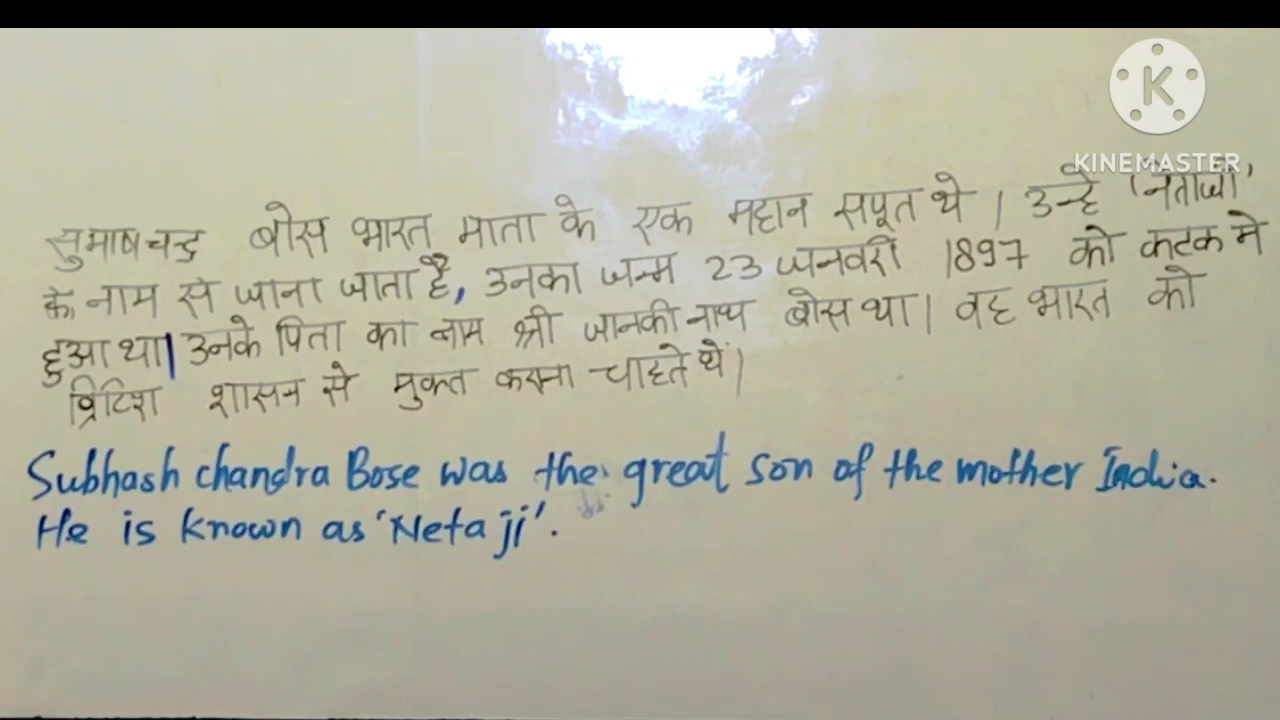 KINEMASTER
सुभाष चन्द्र बोस भारत माता के एक महान सपूत थे । उन्हे 'नेताजी'
के नाम से जाना जाता है, उनका जन्म 23 जनवरी 1897 को कटक मे
हुआ था। उनके पिता का नाम श्री जानकी नाथ बोस था। वह भारत को
ब्रिटिश शासन से मुक्त करना चाहते थे।
Subhash chandra Bose was the great son of the mother India.
He is known as 'Neta ji'.